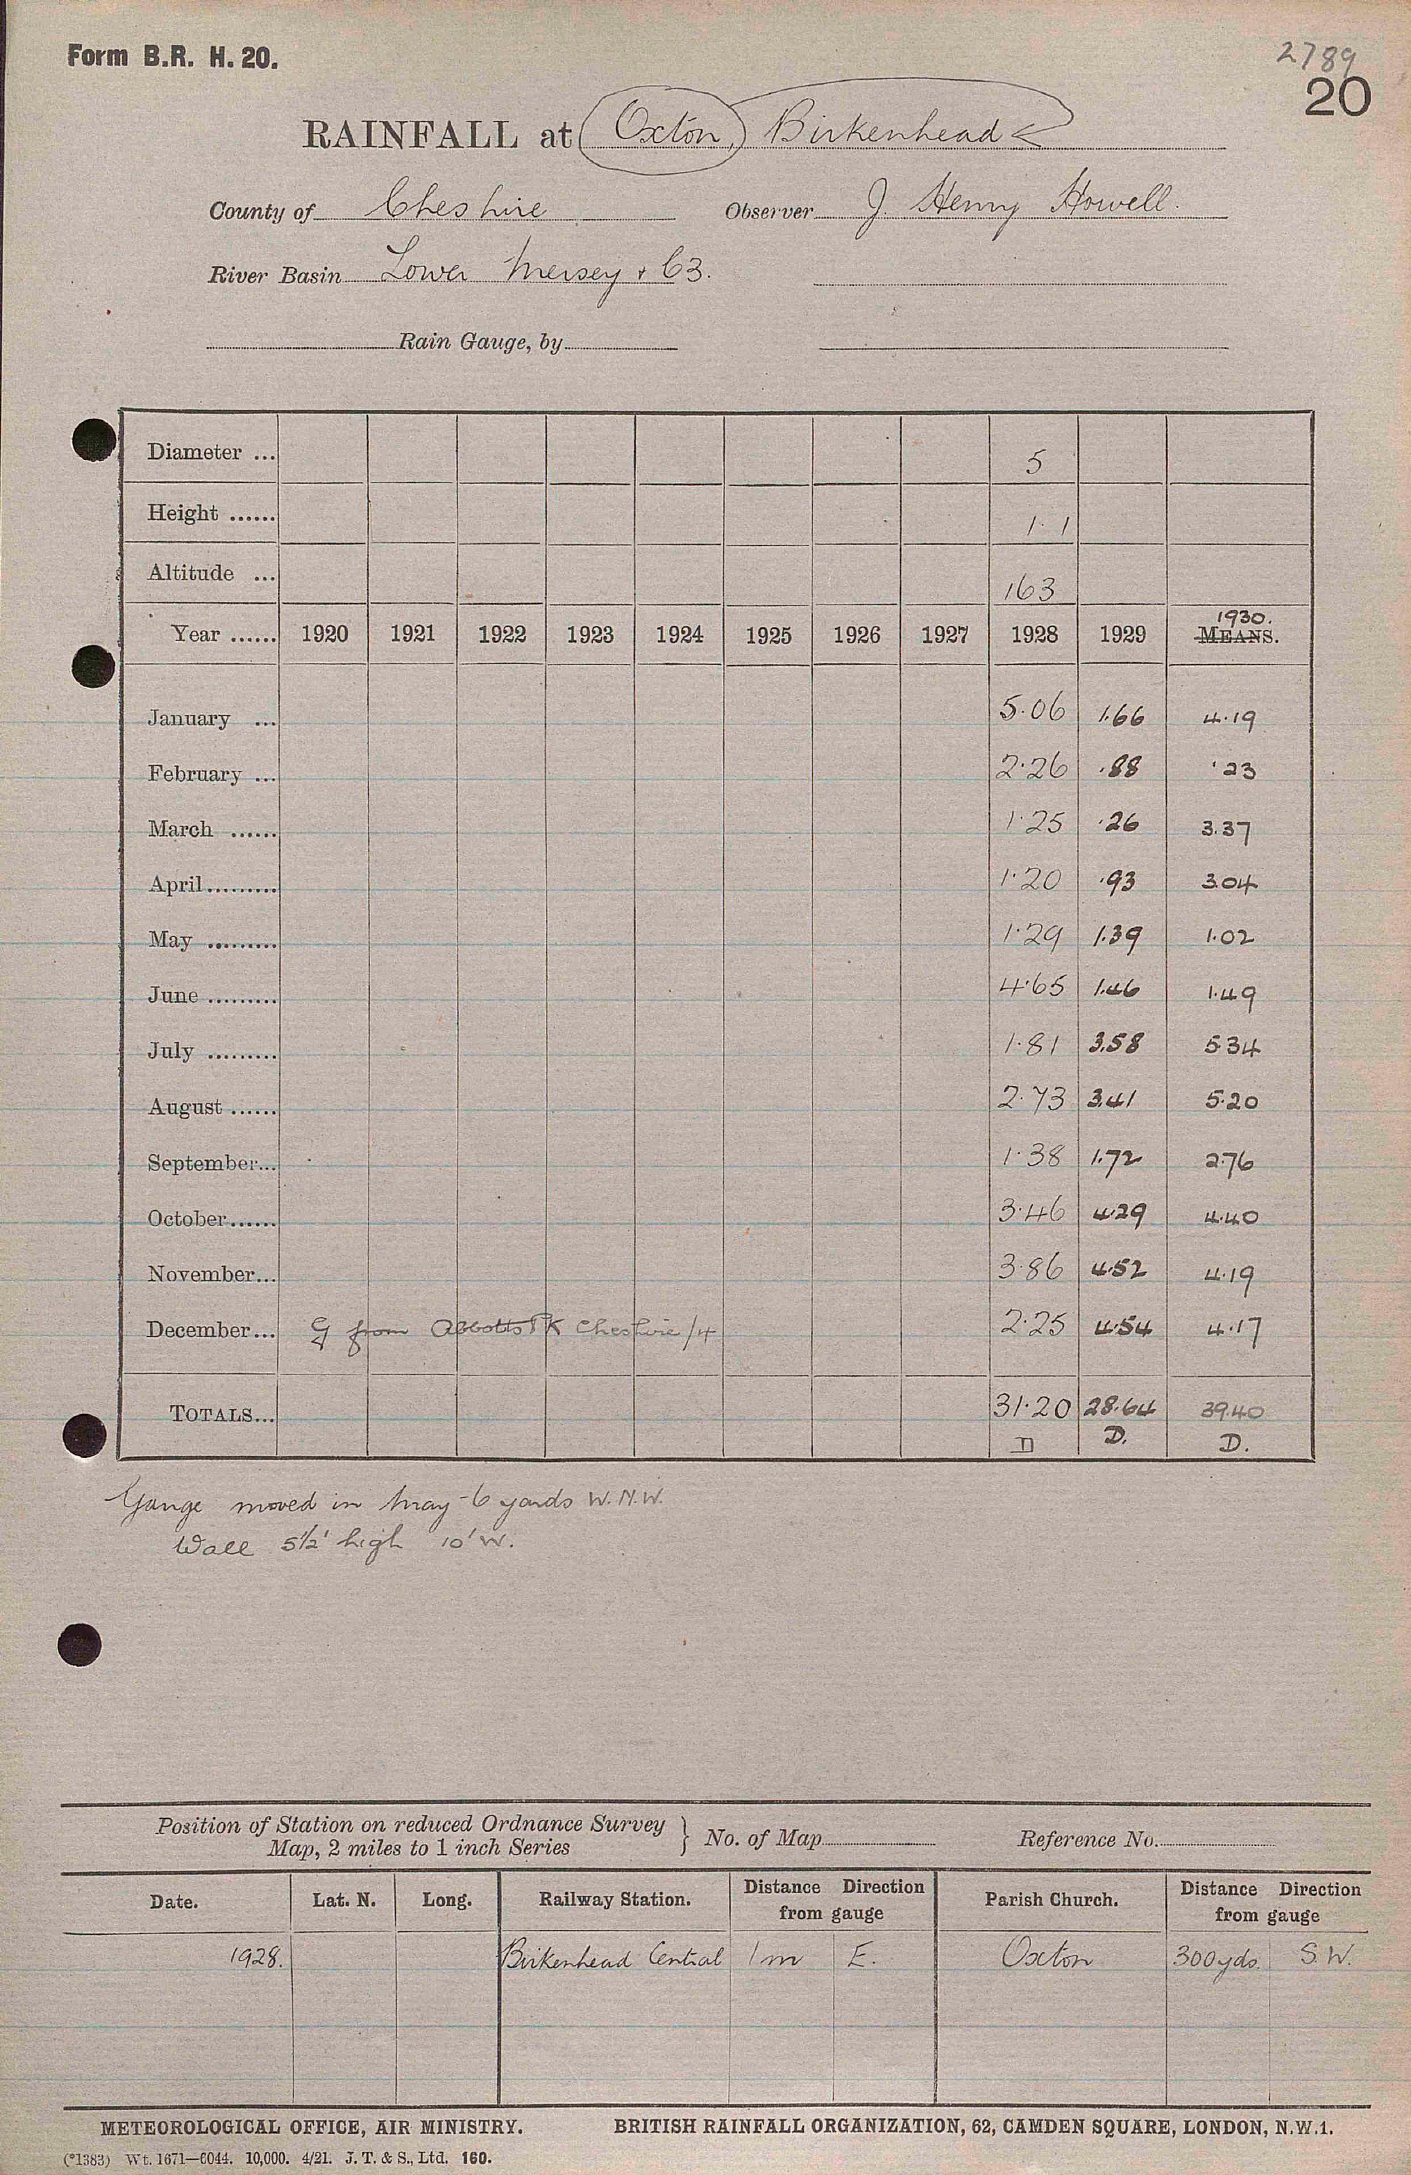 Form B.R. H. 20.
2789
20
RAINFALL at Oxton, Birkenhead
County of Cheshire Observer J. Henry Howell.
River Basin Lower Mersey + C3.
Rain Gauge, by
Diameter ... 5
Height ...... 1. 1
Altitude ... 163
1930.
Year ...... 1920 1921 1922 1923 1924 1925 1926 1927 1928 1929 MEANS.
January ... 5.06 1.66 4.19
February ... 2.26 .88 .23
March ...... 1.25 .26 3.37
April ......... 1.20 .93 3.04
May ......... 1.29 1.39 1.02
June ......... 4.65 1.46 1.49
July ......... 1.81 3.58 5.34
August ...... 2.73 3.41 5.20
September... 1.38 1.72 2.76
October...... 3.46 4.29 4.40
November... 3.86 4.52 4.19
December... G from Abbotts PK Cheshire/4 2.25 4.54 4.17
TOTALS... 31.20 28.64 39.40
D D. D.
Gauge moved in May - 6 yards W.N.W.
Wall 5½' high 10' W.
Position of Station on reduced Ordnance Survey
Map, 2 miles to 1 inch Series } No. of Map Reference No.
Date. Lat. N. Long. Railway Station. Distance Direction from gauge Parish Church. Distance Direction from gauge
1928. Birkenhead Central 1 m E. Oxton 300 yds. S.W.
METEOROLOGICAL OFFICE, AIR MINISTRY. BRITISH RAINFALL ORGANIZATION, 62, CAMDEN SQUARE, LONDON, N.W.1.
(*1383) Wt. 1671—6044. 10,000. 4/21. J. T. & S., Ltd. 160.